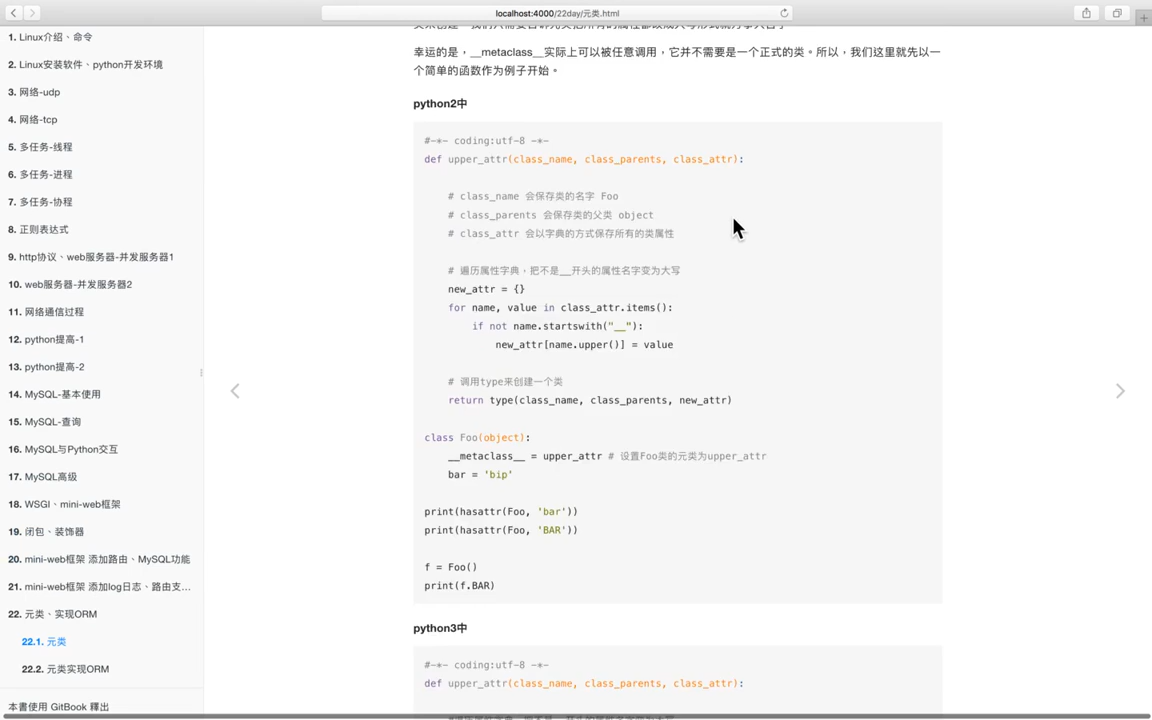 localhost:4000/22day/元类.html
1. Linux介绍、命令
2. Linux安装软件、python开发环境
3. 网络-udp
4. 网络-tcp
5. 多任务-线程
6. 多任务-进程
7. 多任务-协程
8. 正则表达式
9. http协议、web服务器-并发服务器1
10. web服务器-并发服务器2
11. 网络通信过程
12. python提高-1
13. python提高-2
14. MySQL-基本使用
15. MySQL-查询
16. MySQL与Python交互
17. MySQL高级
18. WSGI、mini-web框架
19. 闭包、装饰器
20. mini-web框架 添加路由、MySQL功能
21. mini-web框架 添加log日志、路由支...
22. 元类、实现ORM
22.1. 元类
22.2. 元类实现ORM
本書使用 GitBook 釋出
幸运的是，__metaclass__实际上可以被任意调用，它并不需要是一个正式的类。所以，我们这里就先以一
个简单的函数作为例子开始。
python2中
#-*- coding:utf-8 -*-
def upper_attr(class_name, class_parents, class_attr):
# class_name 会保存类的名字 Foo
# class_parents 会保存类的父类 object
# class_attr 会以字典的方式保存所有的类属性
# 遍历属性字典，把不是__开头的属性名字变为大写
new_attr = {}
for name, value in class_attr.items():
if not name.startswith("__"):
new_attr[name.upper()] = value
# 调用type来创建一个类
return type(class_name, class_parents, new_attr)
class Foo(object):
__metaclass__ = upper_attr # 设置Foo类的元类为upper_attr
bar = 'bip'
print(hasattr(Foo, 'bar'))
print(hasattr(Foo, 'BAR'))
f = Foo()
print(f.BAR)
python3中
#-*- coding:utf-8 -*-
def upper_attr(class_name, class_parents, class_attr):